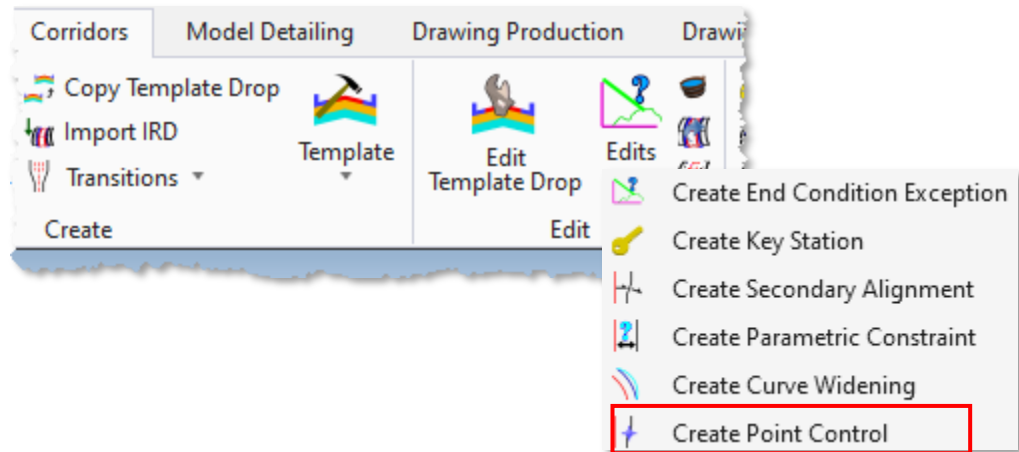 Corridors Model Detailing Drawing Production
Copy Template Drop
Import IRD
Transitions
Template
Edit
Template Drop
Edits
Create
Edit
Create End Condition Exception
Create Key Station
Create Secondary Alignment
Create Parametric Constraint
Create Curve Widening
Create Point Control